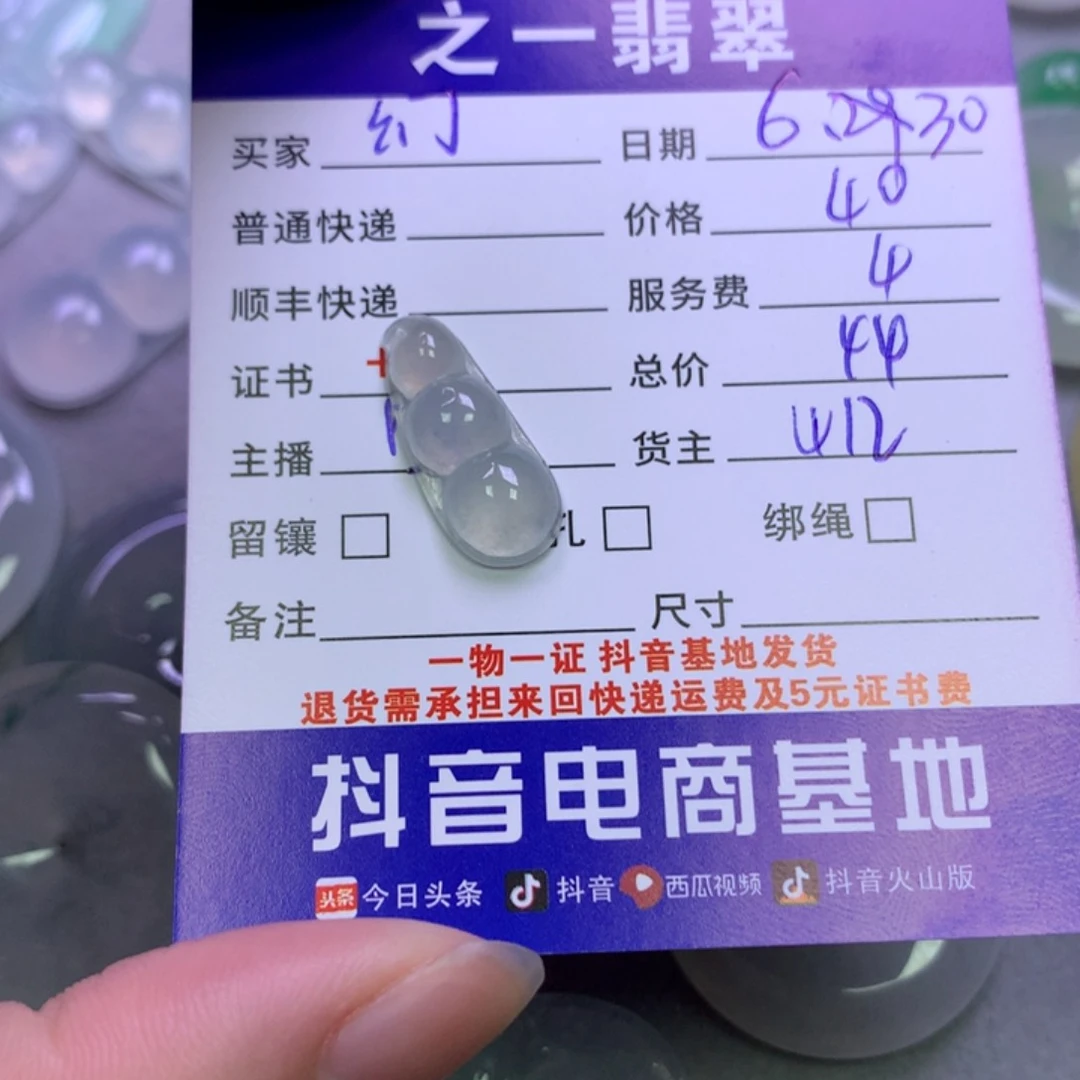 之一翡翠
买家 幻 日期 6.29 30
普通快递 价格 40
顺丰快递 服务费 4
证书 + 总价 44
主播 货主 412
留镶 孔 绑绳
备注 尺寸
一物一证 抖音基地发货
退货需承担来回快递运费及5元证书费
抖音电商基地
头条 今日头条 抖音 西瓜视频 抖音火山版